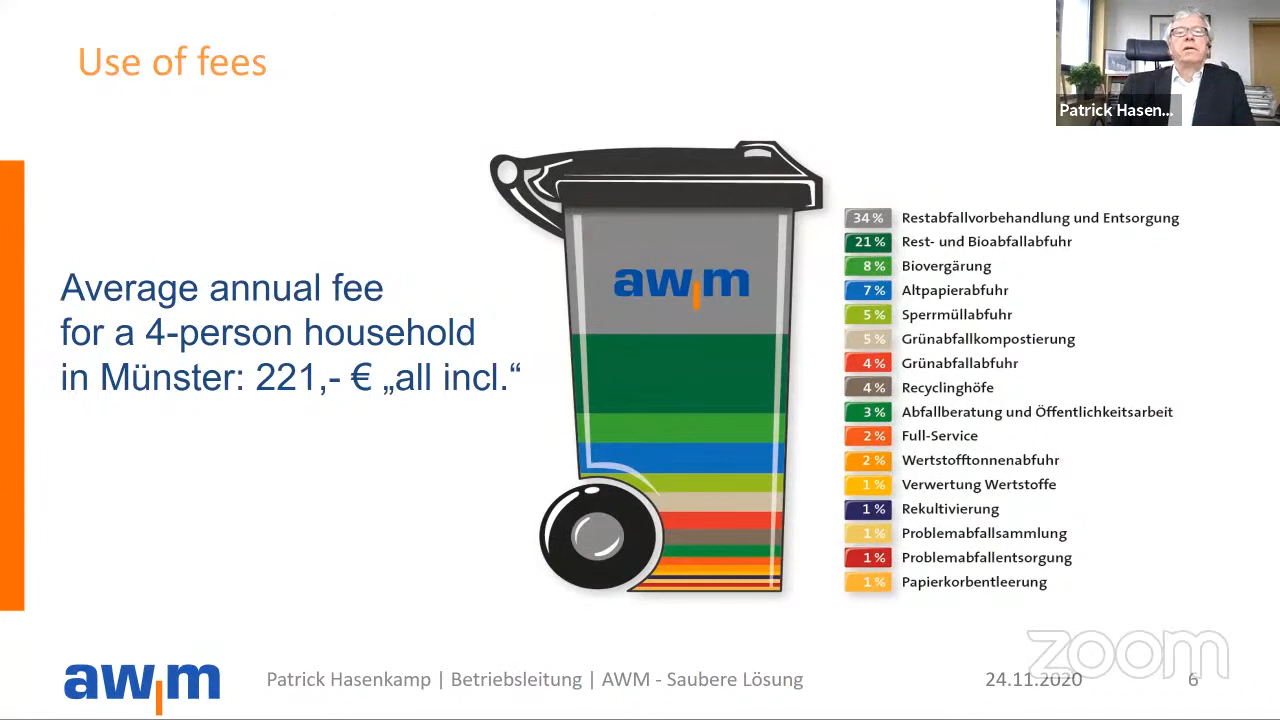 Use of fees
Patrick Hasen...
aw|m
34 % Restabfallvorbehandlung und Entsorgung
21 % Rest- und Bioabfallabfuhr
8 % Biovergärung
7 % Altpapierabfuhr
5 % Sperrmüllabfuhr
5 % Grünabfallkompostierung
4 % Grünabfallabfuhr
4 % Recyclinghöfe
3 % Abfallberatung und Öffentlichkeitsarbeit
2 % Full-Service
2 % Wertstofftonnenabfuhr
1 % Verwertung Wertstoffe
1 % Rekultivierung
1 % Problemabfallsammlung
1 % Problemabfallentsorgung
1 % Papierkorbentleerung
Average annual fee
for a 4-person household
in Münster: 221,- € „all incl.“
zoom
aw|m
Patrick Hasenkamp | Betriebsleitung | AWM - Saubere Lösung
24.11.2020
6